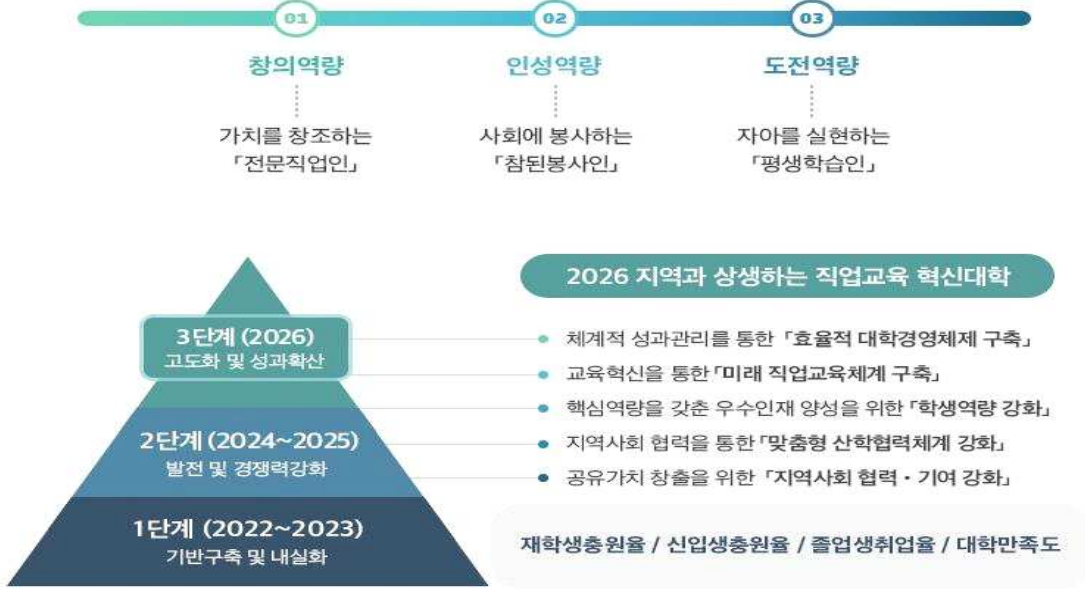 01 02 03
창의역량 인성역량 도전역량
가치를 창조하는 사회에 봉사하는 자아를 실현하는
「전문직업인」 「참된봉사인」 「평생학습인」
2026 지역과 상생하는 직업교육 혁신대학
3단계 (2026)
고도화 및 성과확산
2단계 (2024~2025)
발전 및 경쟁력강화
1단계 (2022~2023)
기반구축 및 내실화
체계적 성과관리를 통한 「효율적 대학경영체제 구축」
교육혁신을 통한 「미래 직업교육체계 구축」
핵심역량을 갖춘 우수인재 양성을 위한 「학생역량 강화」
지역사회 협력을 통한 「맞춤형 산학협력체계 강화」
공유가치 창출을 위한 「지역사회 협력・기여 강화」
재학생충원율 / 신입생충원율 / 졸업생취업율 / 대학만족도